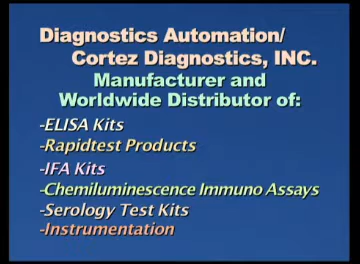 Diagnostics Automation/
Cortez Diagnostics, INC.
Manufacturer and
Worldwide Distributor of:
-ELISA Kits
-Rapidtest Products
-IFA Kits
-Chemiluminescence Immuno Assays
-Serology Test Kits
-Instrumentation